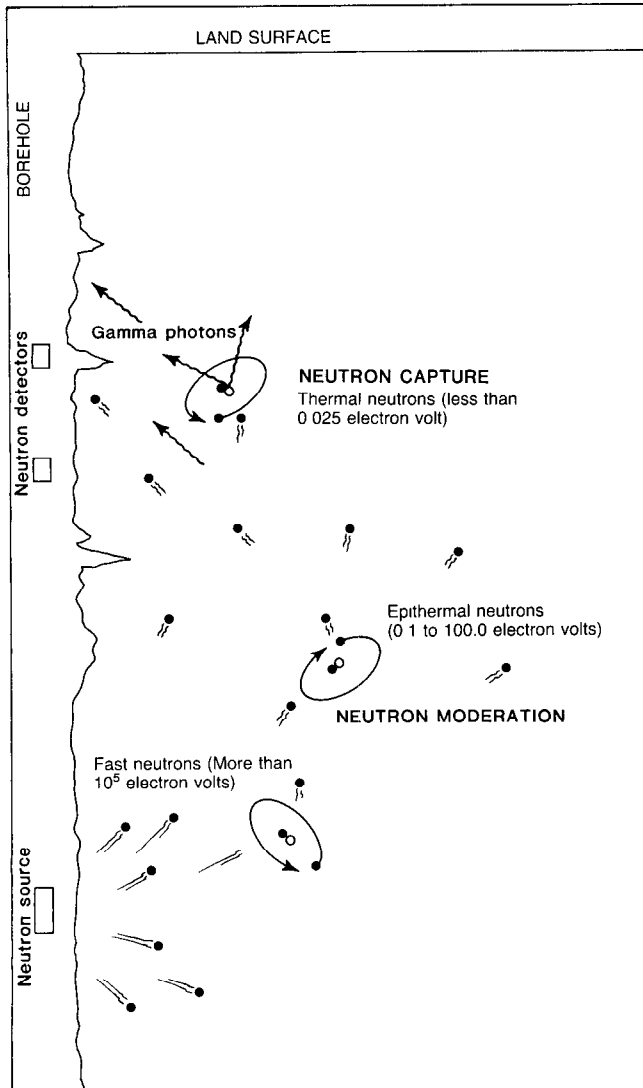 LAND SURFACE
BOREHOLE
Gamma photons
Neutron detectors
NEUTRON CAPTURE
Thermal neutrons (less than
0 025 electron volt)
Epithermal neutrons
(0 1 to 100.0 electron volts)
NEUTRON MODERATION
Fast neutrons (More than
10⁵ electron volts)
Neutron source